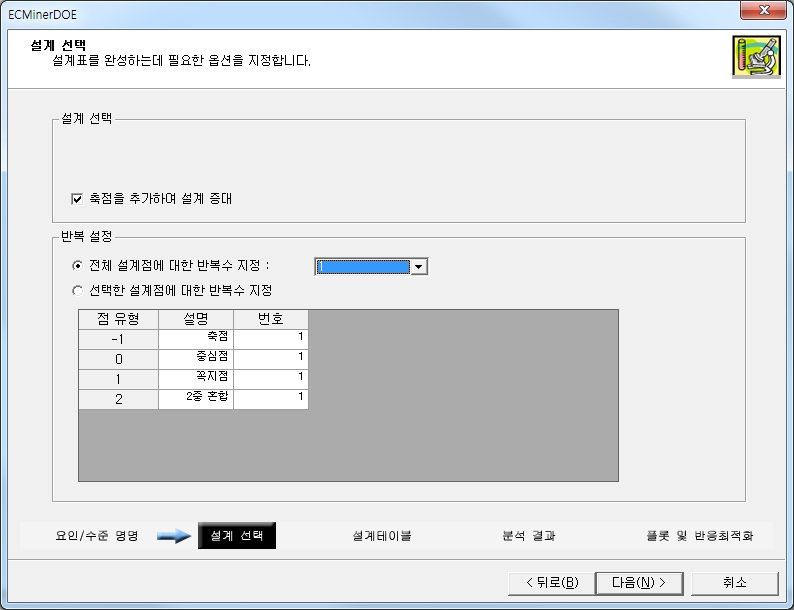 ECMinerDOE
설계 선택
설계표를 완성하는데 필요한 옵션을 지정합니다.
설계 선택
축점을 추가하여 설계 증대
반복 설정
전체 설계점에 대한 반복수 지정 :
선택한 설계점에 대한 반복수 지정
점 유형 설명 번호
-1 축점 1
0 중심점 1
1 꼭지점 1
2 2중 혼합 1
요인/수준 명명 설계 선택 설계테이블 분석 결과 플롯 및 반응최적화
< 뒤로(B) 다음(N) > 취소